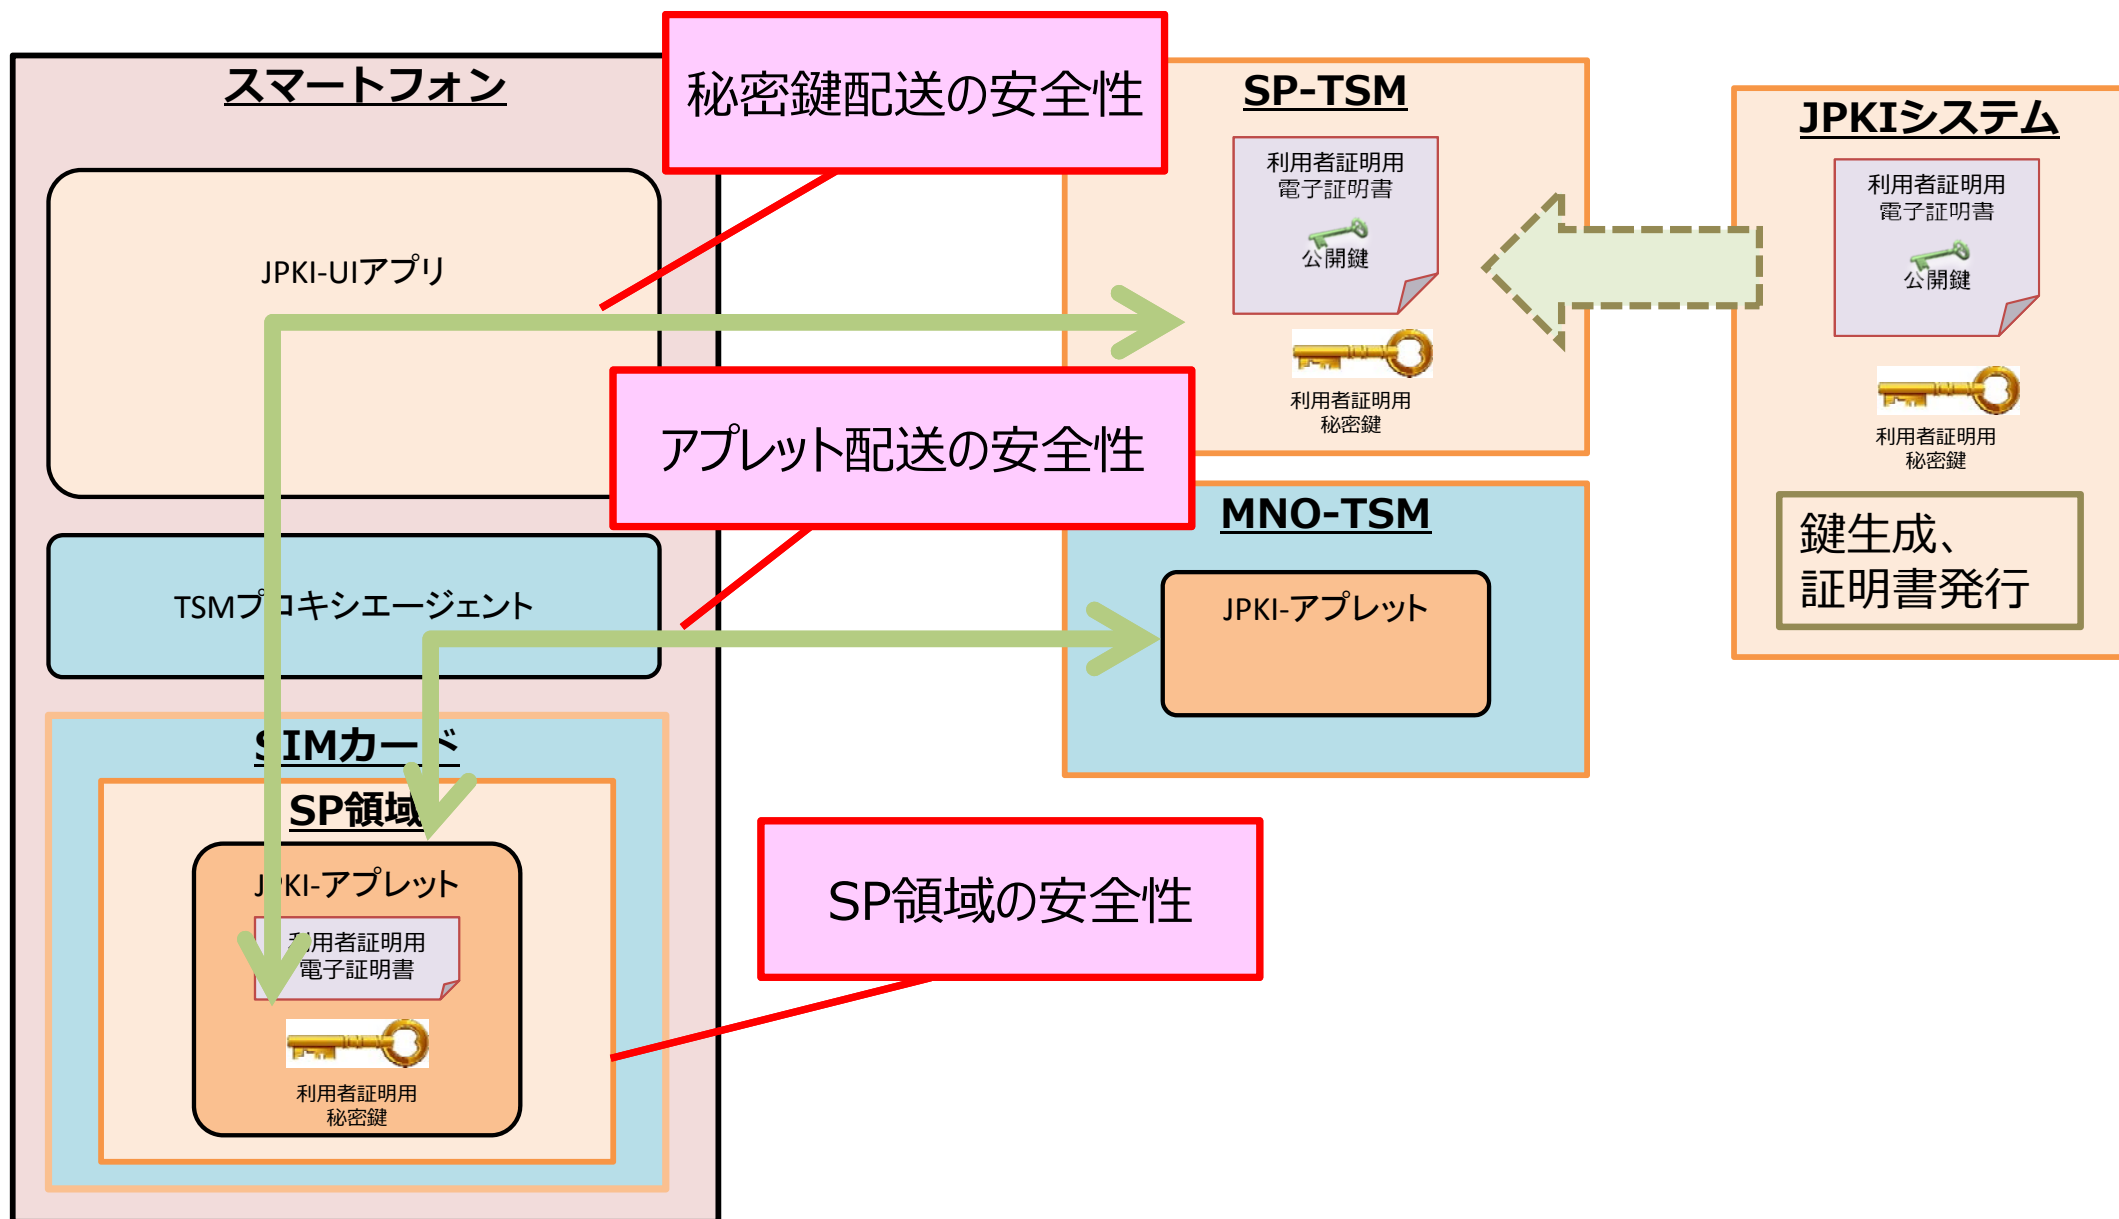 スマートフォン
JPKI-UIアプリ
TSMプロキシエージェント
SIMカード
SP領域
JPKI-アプレット
利用者証明用
電子証明書
利用者証明用
秘密鍵
秘密鍵配送の安全性
アプレット配送の安全性
SP領域の安全性
SP-TSM
利用者証明用
電子証明書
公開鍵
利用者証明用
秘密鍵
MNO-TSM
JPKI-アプレット
JPKIシステム
利用者証明用
電子証明書
公開鍵
利用者証明用
秘密鍵
鍵生成、
証明書発行